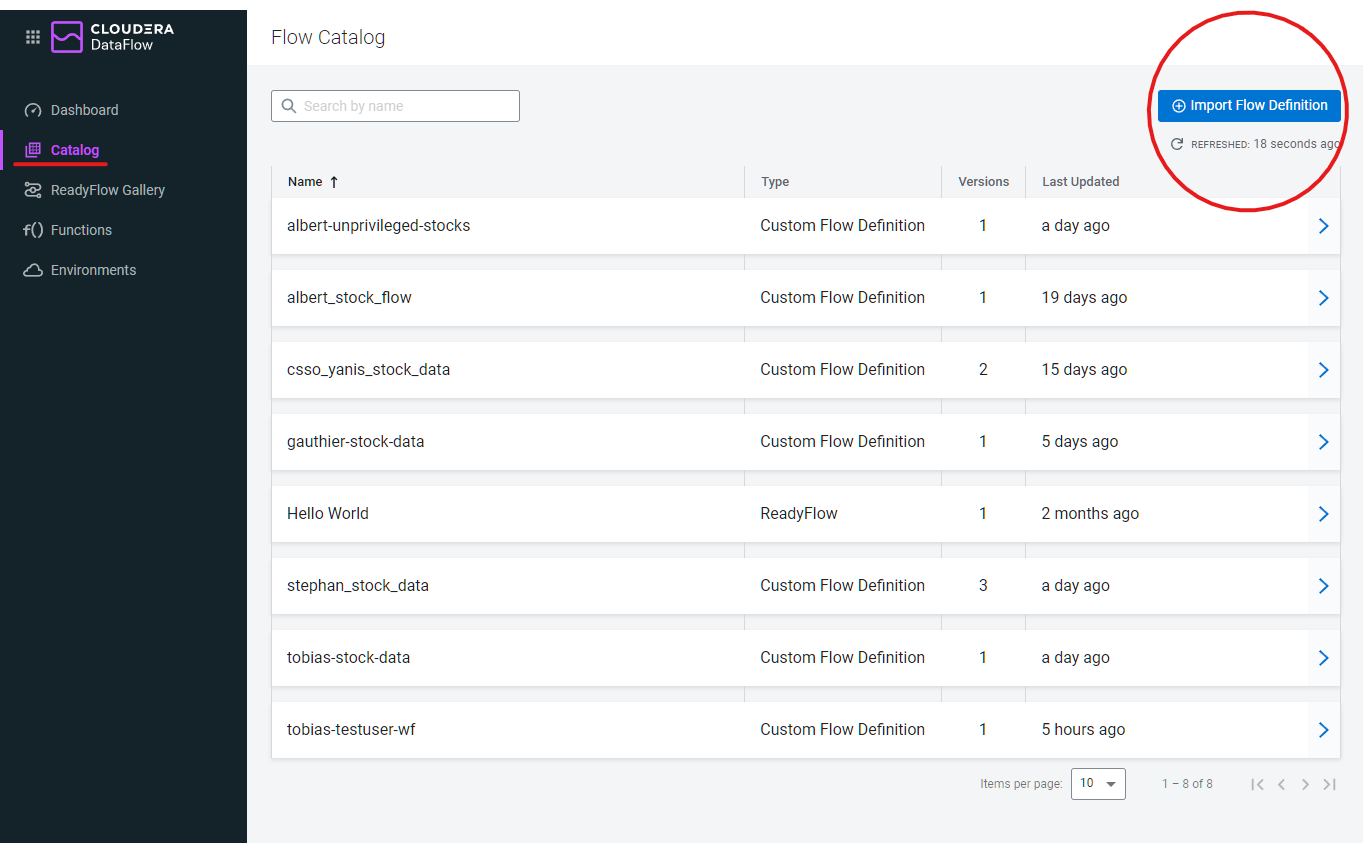 CLOUDERA
DataFlow
Dashboard
Catalog
ReadyFlow Gallery
f() Functions
Environments
Flow Catalog
Search by name
Import Flow Definition
REFRESHED: 18 seconds ago
Name Type Versions Last Updated
albert-unprivileged-stocks Custom Flow Definition 1 a day ago
albert_stock_flow Custom Flow Definition 1 19 days ago
csso_yanis_stock_data Custom Flow Definition 2 15 days ago
gauthier-stock-data Custom Flow Definition 1 5 days ago
Hello World ReadyFlow 1 2 months ago
stephan_stock_data Custom Flow Definition 3 a day ago
tobias-stock-data Custom Flow Definition 1 a day ago
tobias-testuser-wf Custom Flow Definition 1 5 hours ago
Items per page: 10 1 – 8 of 8